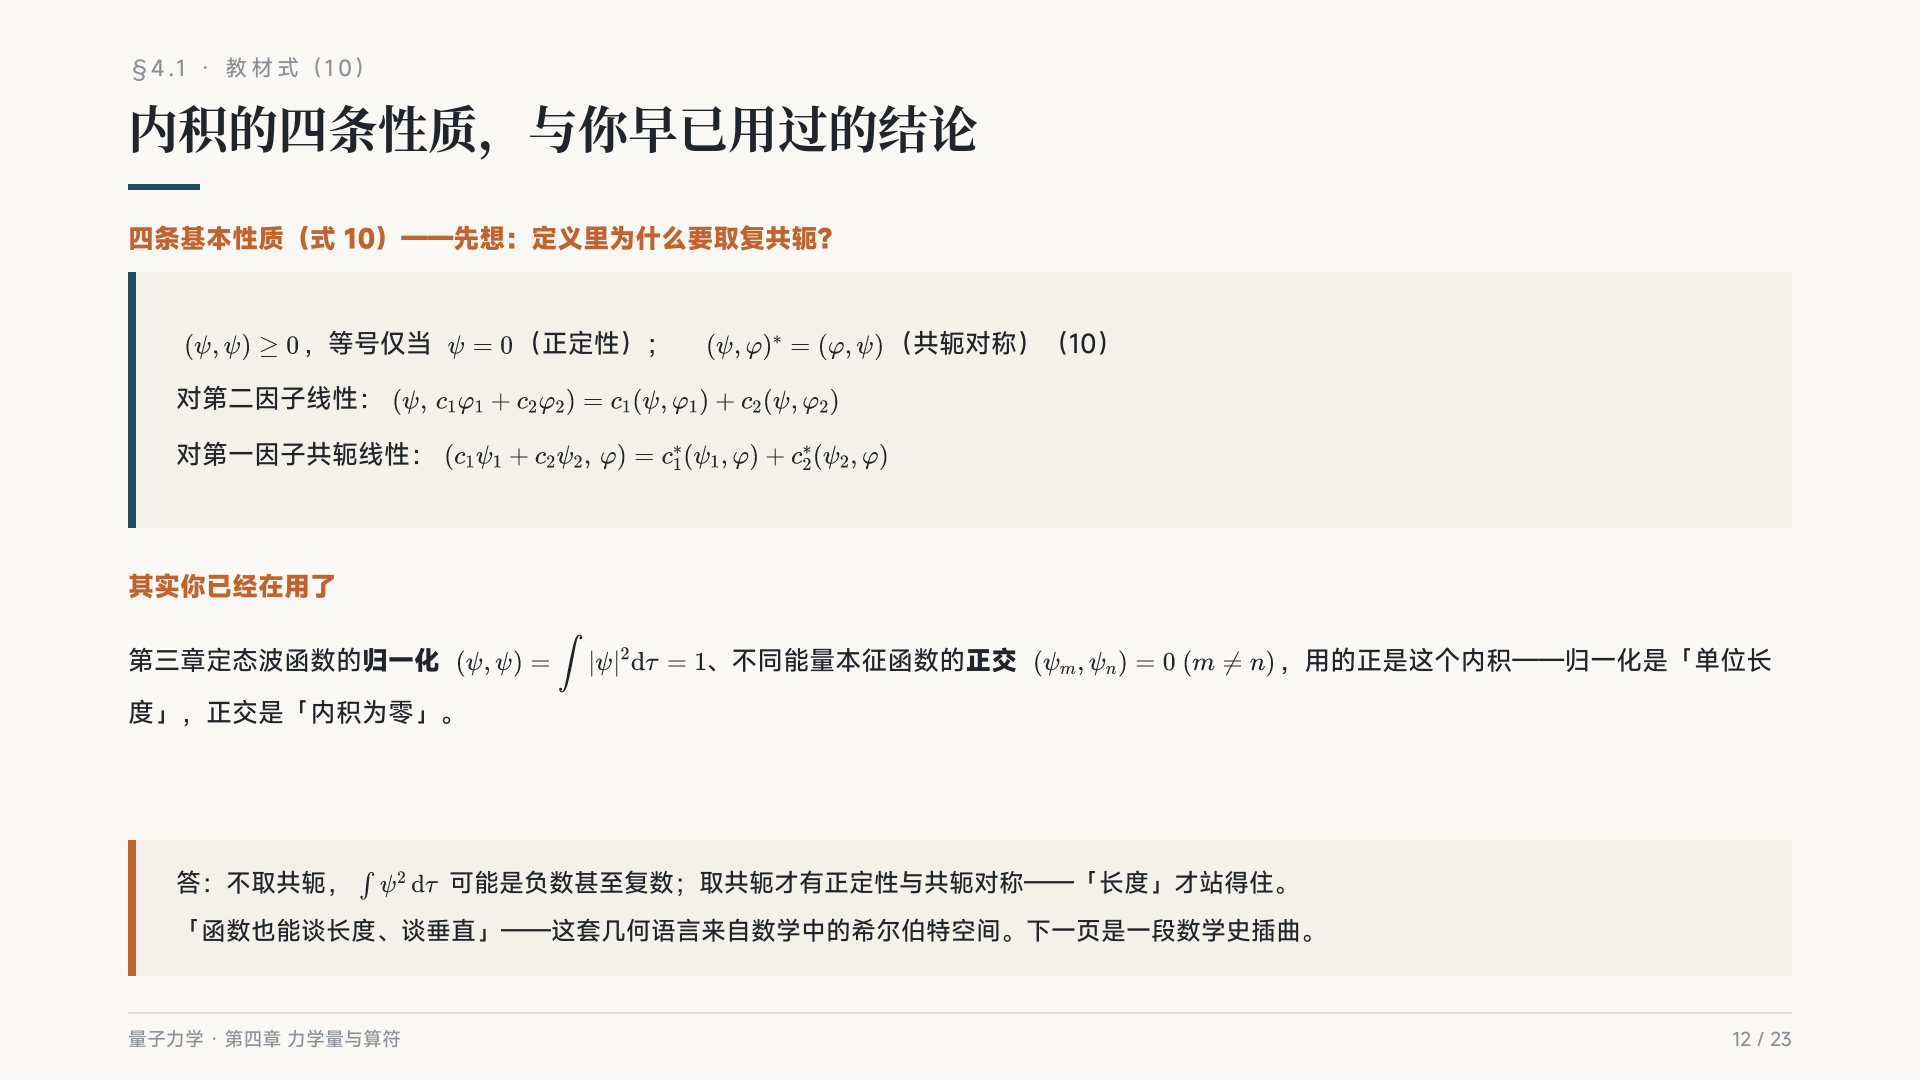 §4.1 · 教材式（10）
内积的四条性质，与你早已用过的结论
四条基本性质（式 10）——先想：定义里为什么要取复共轭？
(ψ, ψ) ≥ 0，等号仅当 ψ = 0（正定性）； (ψ, φ)* = (φ, ψ)（共轭对称）（10）
对第二因子线性： (ψ, c₁φ₁ + c₂φ₂) = c₁(ψ, φ₁) + c₂(ψ, φ₂)
对第一因子共轭线性： (c₁ψ₁ + c₂ψ₂, φ) = c₁*(ψ₁, φ) + c₂*(ψ₂, φ)
其实你已经在用了
第三章定态波函数的归一化 (ψ, ψ) = ∫ |ψ|²dτ = 1、不同能量本征函数的正交 (ψₘ, ψₙ) = 0 (m ≠ n)，用的正是这个内积——归一化是「单位长
度」，正交是「内积为零」。
答：不取共轭， ∫ ψ² dτ 可能是负数甚至复数；取共轭才有正定性与共轭对称——「长度」才站得住。
「函数也能谈长度、谈垂直」——这套几何语言来自数学中的希尔伯特空间。下一页是一段数学史插曲。
量子力学 · 第四章 力学量与算符
12 / 23